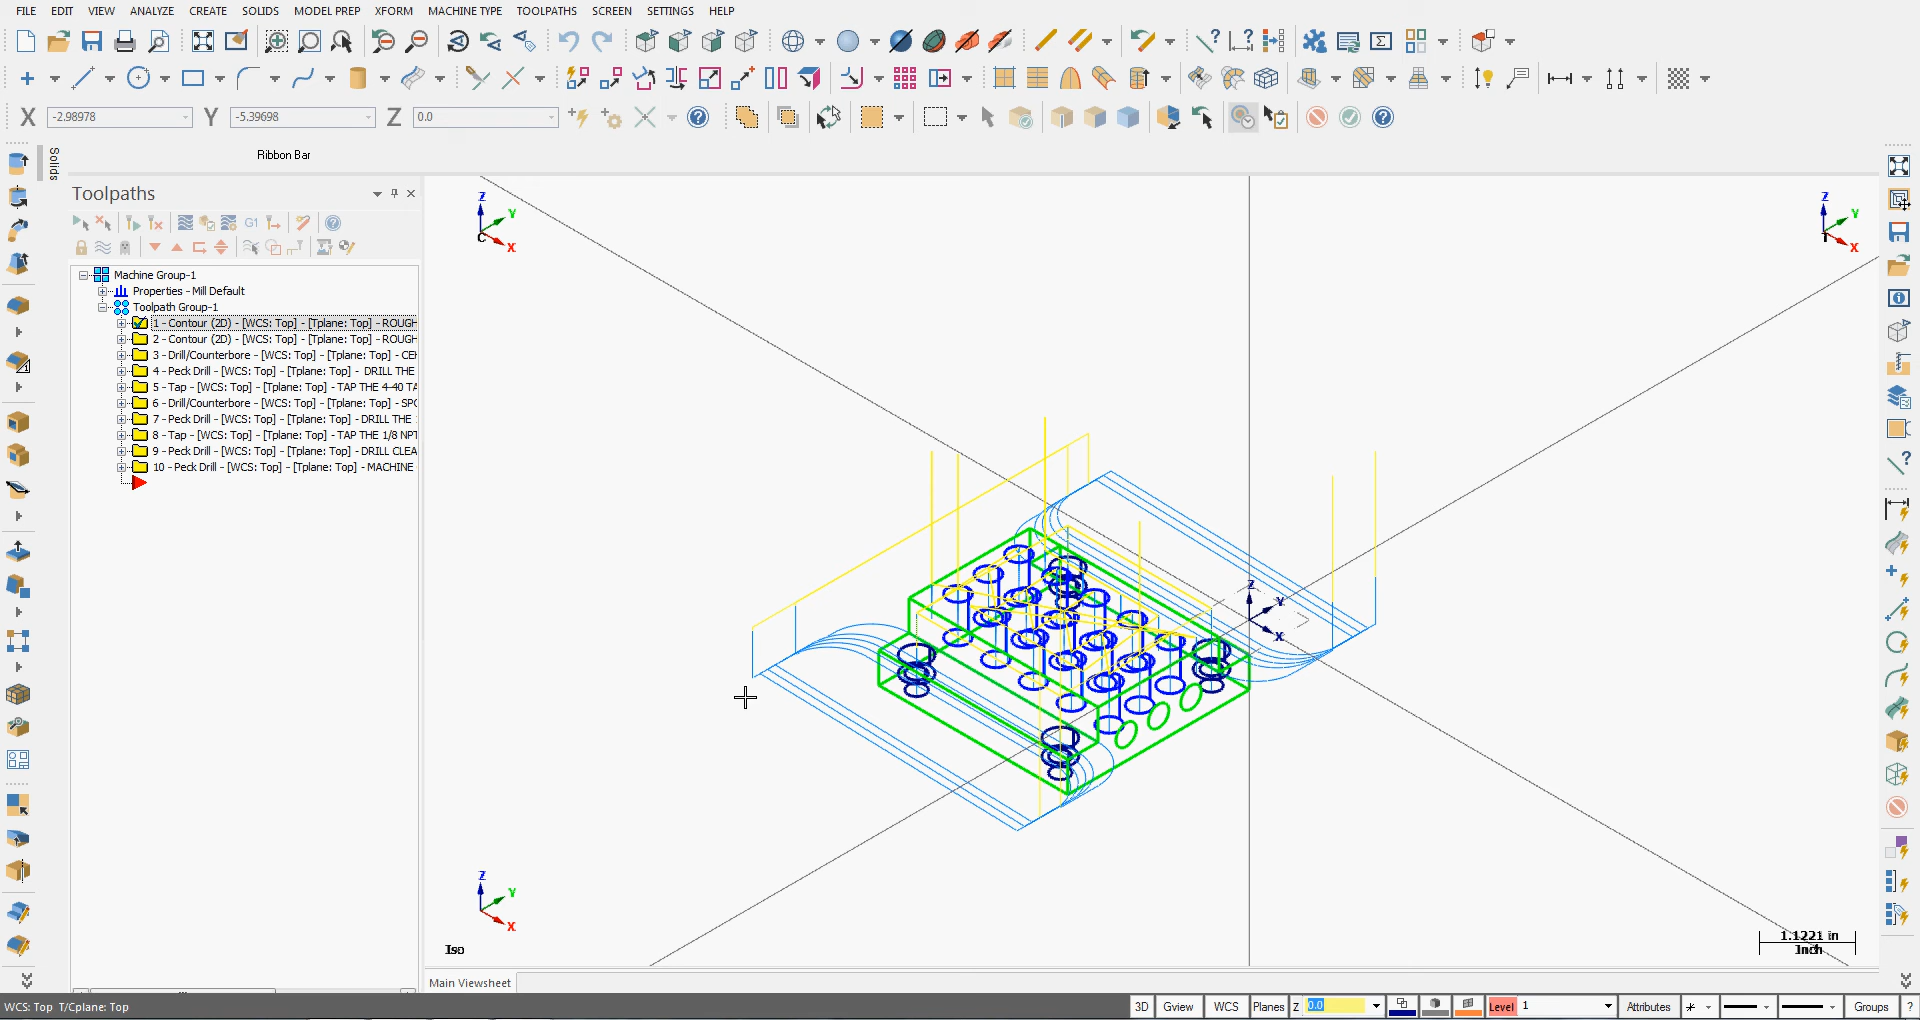 FILE EDIT VIEW ANALYZE CREATE SOLIDS MODEL PREP XFORM MACHINE TYPE TOOLPATHS SCREEN SETTINGS HELP
X -2.98978 Y -5.39698 Z 0.0
Ribbon Bar
Solids
Toolpaths
G1
Machine Group-1
Properties - Mill Default
Toolpath Group-1
1 - Contour (2D) - [WCS: Top] - [Tplane: Top] - ROUGH
2 - Contour (2D) - [WCS: Top] - [Tplane: Top] - ROUGH
3 - Drill/Counterbore - [WCS: Top] - [Tplane: Top] - CEN
4 - Peck Drill - [WCS: Top] - [Tplane: Top] - DRILL THE
5 - Tap - [WCS: Top] - [Tplane: Top] - TAP THE 4-40 TA
6 - Drill/Counterbore - [WCS: Top] - [Tplane: Top] - SPO
7 - Peck Drill - [WCS: Top] - [Tplane: Top] - DRILL THE
8 - Tap - [WCS: Top] - [Tplane: Top] - TAP THE 1/8 NPT
9 - Peck Drill - [WCS: Top] - [Tplane: Top] - DRILL CLEA
10 - Peck Drill - [WCS: Top] - [Tplane: Top] - MACHINE
Z Y X C
Z Y X T
Z Y X
Z Y X
Iso
1.1221 in
Inch
Main Viewsheet
WCS: Top T/Cplane: Top
3D Gview WCS Planes Z 0.0 Level 1 Attributes Groups ?